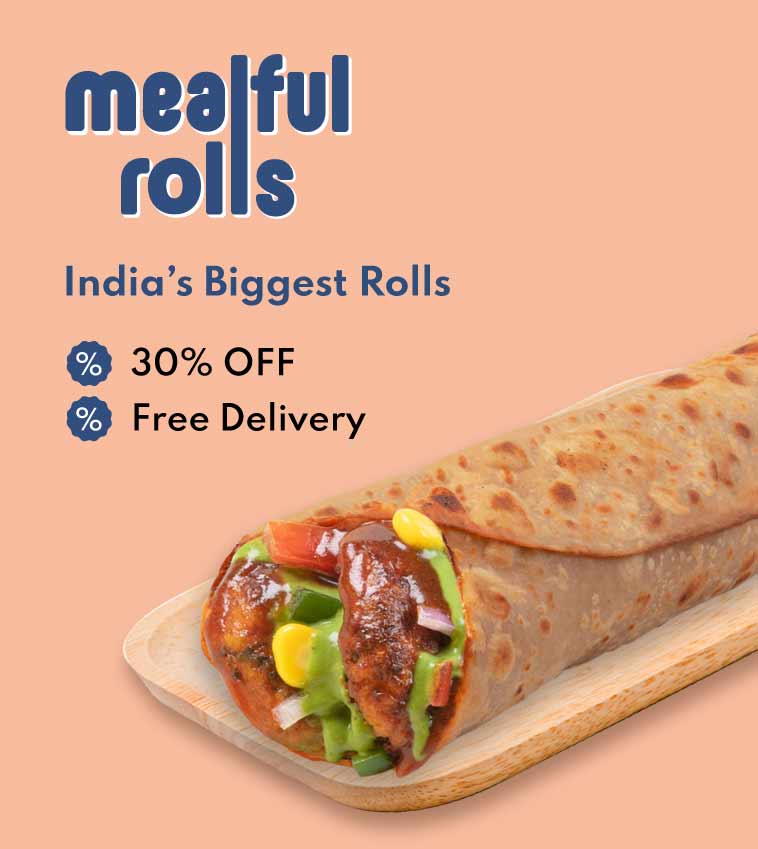 mealful
rolls
India's Biggest Rolls
% 30% OFF
% Free Delivery